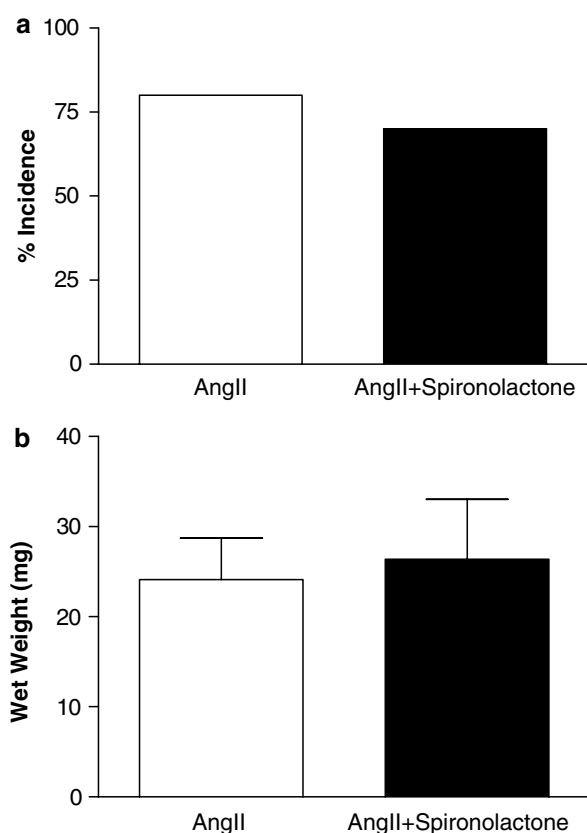 a
% Incidence
100
75
50
25
0
AngII AngII+Spironolactone
b
Wet Weight (mg)
40
30
20
10
0
AngII AngII+Spironolactone